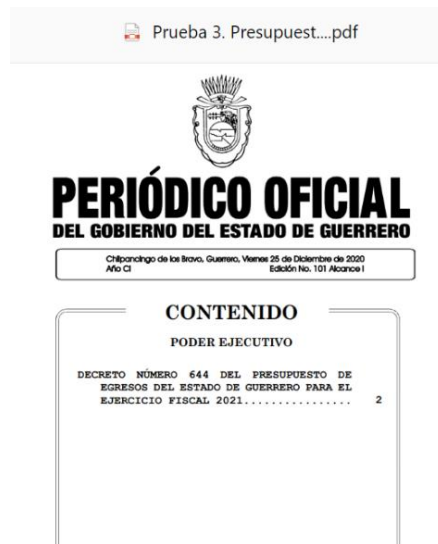 Prueba 3. Presupuest....pdf
PERIÓDICO OFICIAL
DEL GOBIERNO DEL ESTADO DE GUERRERO
Chilpancingo de los Bravo, Guerrero, Viernes 25 de Diciembre de 2020
Año CI Edición No. 101 Alcance I
CONTENIDO
PODER EJECUTIVO
DECRETO NÚMERO 644 DEL PRESUPUESTO DE
EGRESOS DEL ESTADO DE GUERRERO PARA EL
EJERCICIO FISCAL 2021................ 2